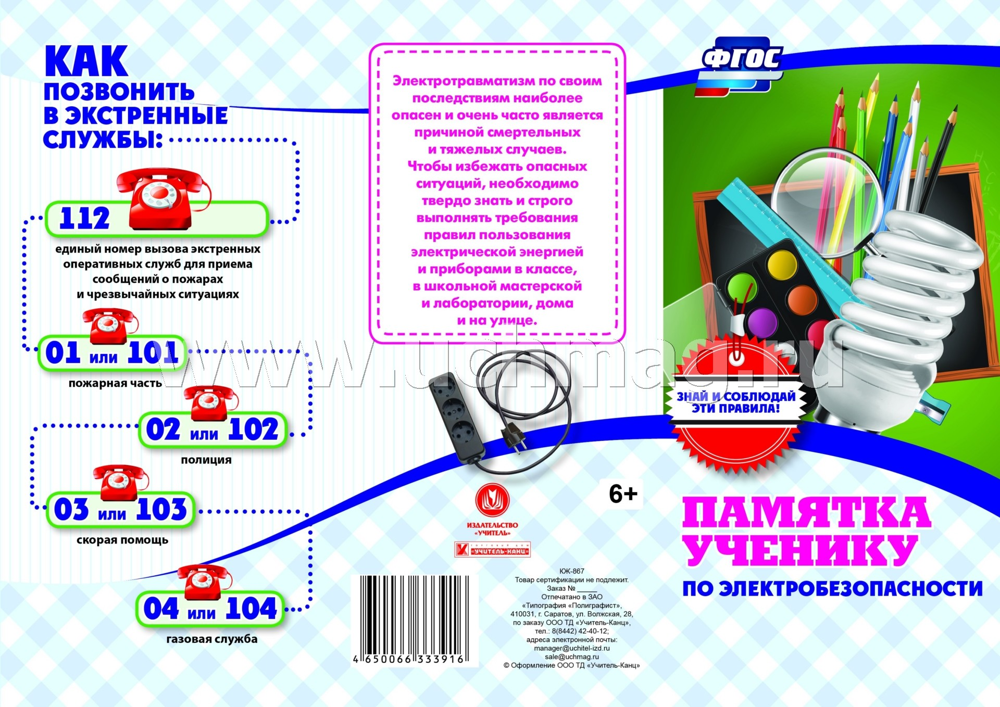 КАК
ПОЗВОНИТЬ
В ЭКСТРЕННЫЕ
СЛУЖБЫ:
112
единый номер вызова экстренных
оперативных служб для приема
сообщений о пожарах
и чрезвычайных ситуациях
01 или 101
пожарная часть
02 или 102
полиция
03 или 103
скорая помощь
04 или 104
газовая служба
Электротравматизм по своим
последствиям наиболее
опасен и очень часто является
причиной смертельных
и тяжелых случаев.
Чтобы избежать опасных
ситуаций, необходимо
твердо знать и строго
выполнять требования
правил пользования
электрической энергией
и приборами в классе,
в школьной мастерской
и лаборатории, дома
и на улице.
www.uchmag.ru
6+
ИЗДАТЕЛЬСТВО
«УЧИТЕЛЬ»
ТОРГОВЫЙ ДОМ
«УЧИТЕЛЬ-КАНЦ»
4 650066 333916
КЖ-867
Товар сертификации не подлежит.
Заказ № _____
Отпечатано в ЗАО
«Типография «Полиграфист»,
410031, г. Саратов, ул. Волжская, 28,
по заказу ООО ТД «Учитель-Канц»,
тел.: 8(8442) 42-40-12;
адреса электронной почты:
manager@uchitel-izd.ru
sale@uchmag.ru
© Оформление ООО ТД «Учитель-Канц»
ФГОС
ЗНАЙ И СОБЛЮДАЙ
ЭТИ ПРАВИЛА!
ПАМЯТКА
УЧЕНИКУ
ПО ЭЛЕКТРОБЕЗОПАСНОСТИ